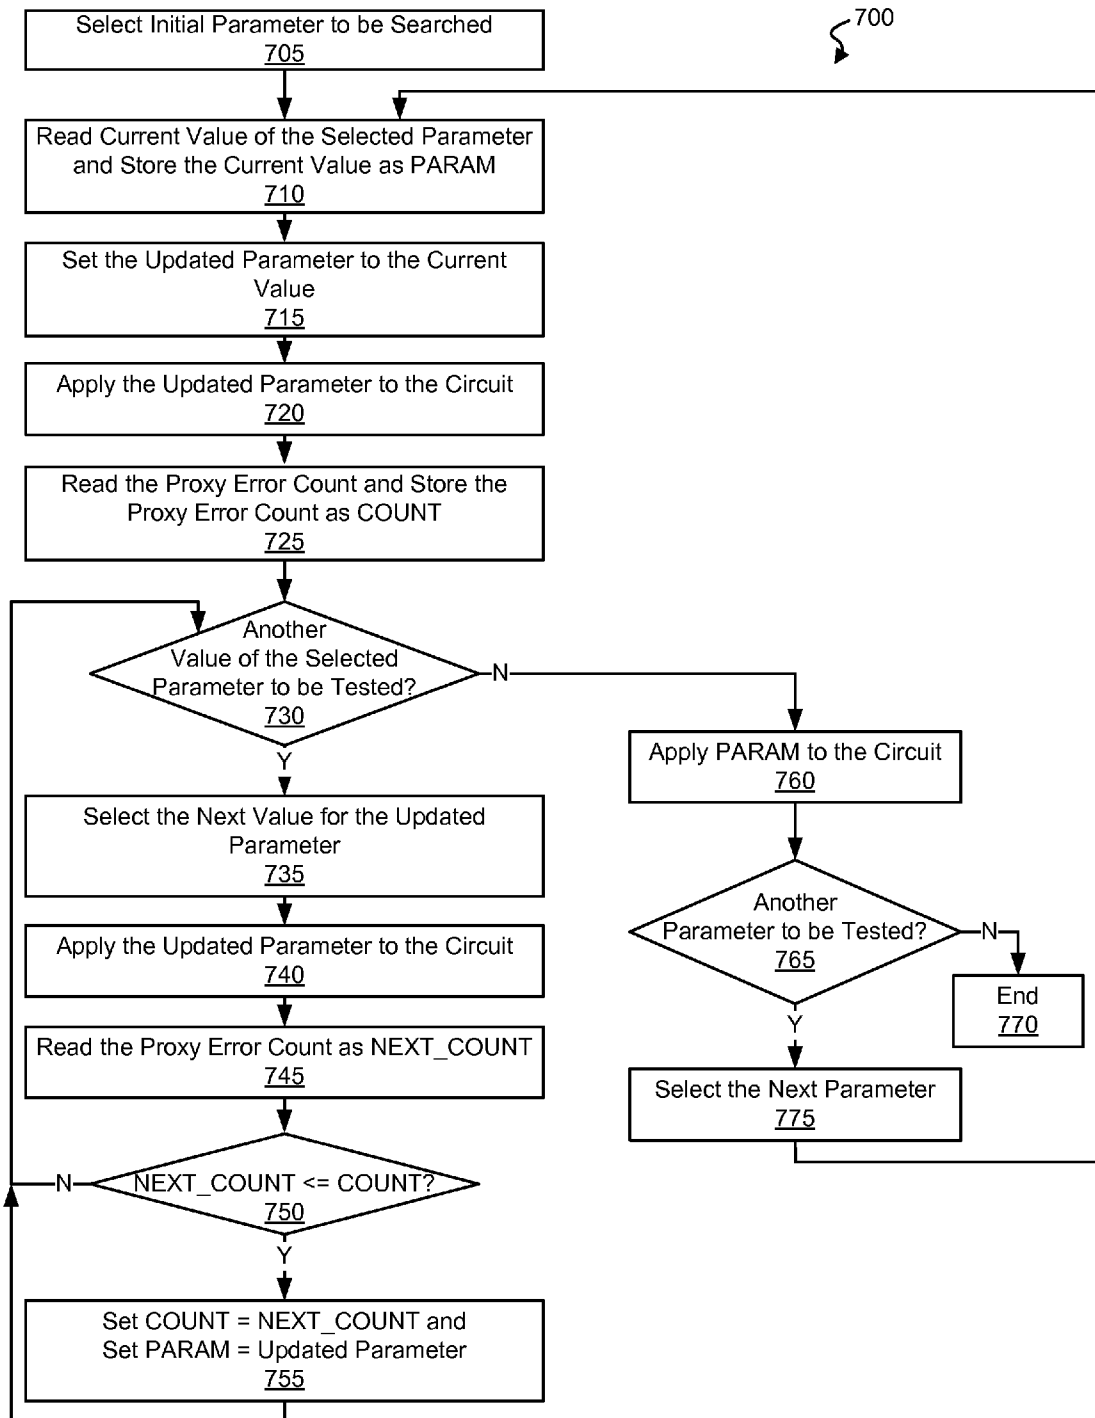 Select Initial Parameter to be Searched
705
700
Read Current Value of the Selected Parameter
and Store the Current Value as PARAM
710
Set the Updated Parameter to the Current
Value
715
Apply the Updated Parameter to the Circuit
720
Read the Proxy Error Count and Store the
Proxy Error Count as COUNT
725
Another
Value of the Selected
Parameter to be Tested?
730
N
Y
Select the Next Value for the Updated
Parameter
735
Apply the Updated Parameter to the Circuit
740
Read the Proxy Error Count as NEXT_COUNT
745
NEXT_COUNT <= COUNT?
750
N
Y
Set COUNT = NEXT_COUNT and
Set PARAM = Updated Parameter
755
Apply PARAM to the Circuit
760
Another
Parameter to be Tested?
765
N
End
770
Y
Select the Next Parameter
775